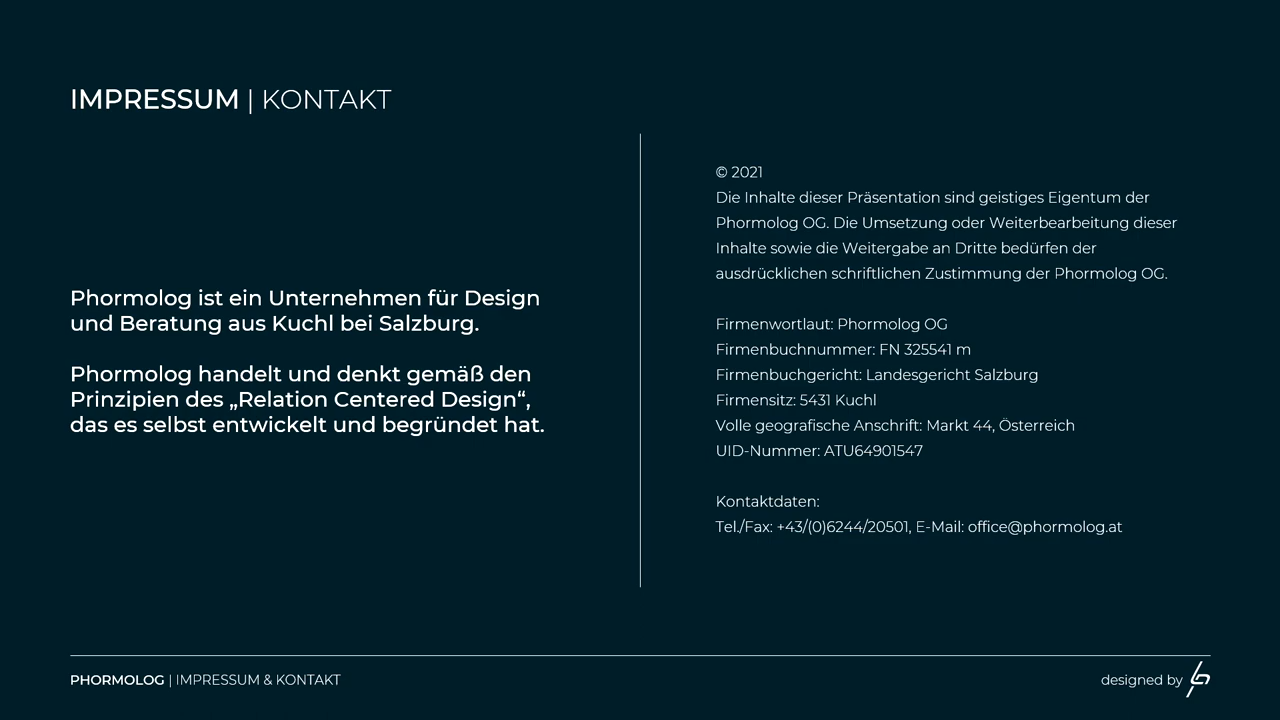 IMPRESSUM | KONTAKT
Phormolog ist ein Unternehmen für Design
und Beratung aus Kuchl bei Salzburg.
Phormolog handelt und denkt gemäß den
Prinzipien des „Relation Centered Design“,
das es selbst entwickelt und begründet hat.
© 2021
Die Inhalte dieser Präsentation sind geistiges Eigentum der
Phormolog OG. Die Umsetzung oder Weiterbearbeitung dieser
Inhalte sowie die Weitergabe an Dritte bedürfen der
ausdrücklichen schriftlichen Zustimmung der Phormolog OG.
Firmenwortlaut: Phormolog OG
Firmenbuchnummer: FN 325541 m
Firmenbuchgericht: Landesgericht Salzburg
Firmensitz: 5431 Kuchl
Volle geografische Anschrift: Markt 44, Österreich
UID-Nummer: ATU64901547
Kontaktdaten:
Tel./Fax: +43/(0)6244/20501, E-Mail: office@phormolog.at
PHORMOLOG | IMPRESSUM & KONTAKT
designed by